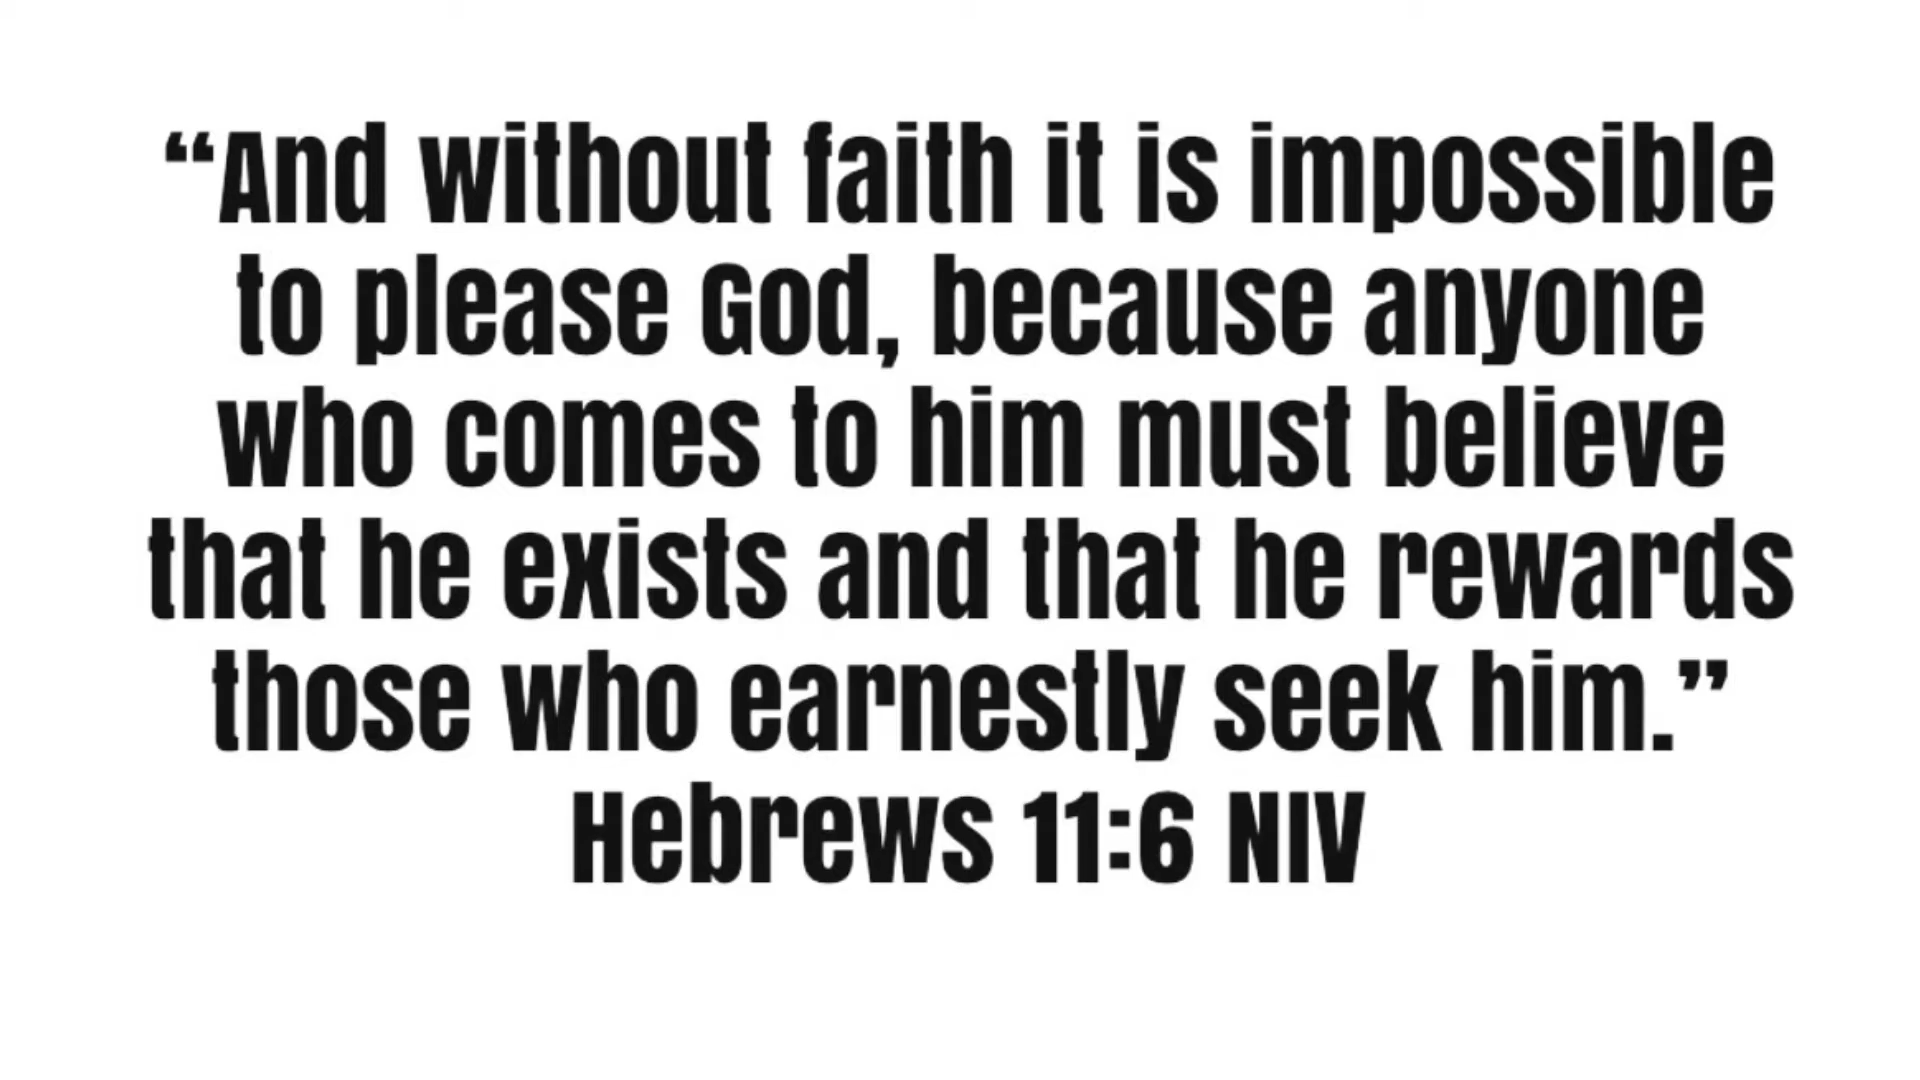 “And without faith it is impossible
to please God, because anyone
who comes to him must believe
that he exists and that he rewards
those who earnestly seek him.”
Hebrews 11:6 NIV